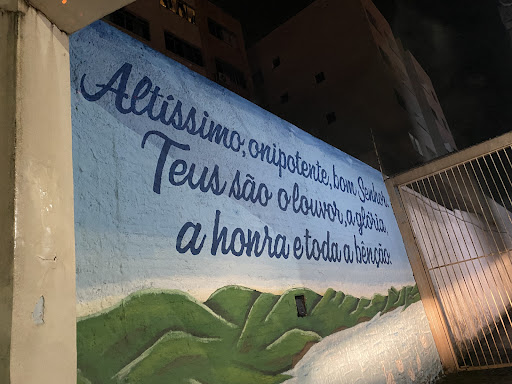 Altíssimo, onipotente, bom Senhor.
Teus são o louvor, a glória,
a honra e toda a bênção.